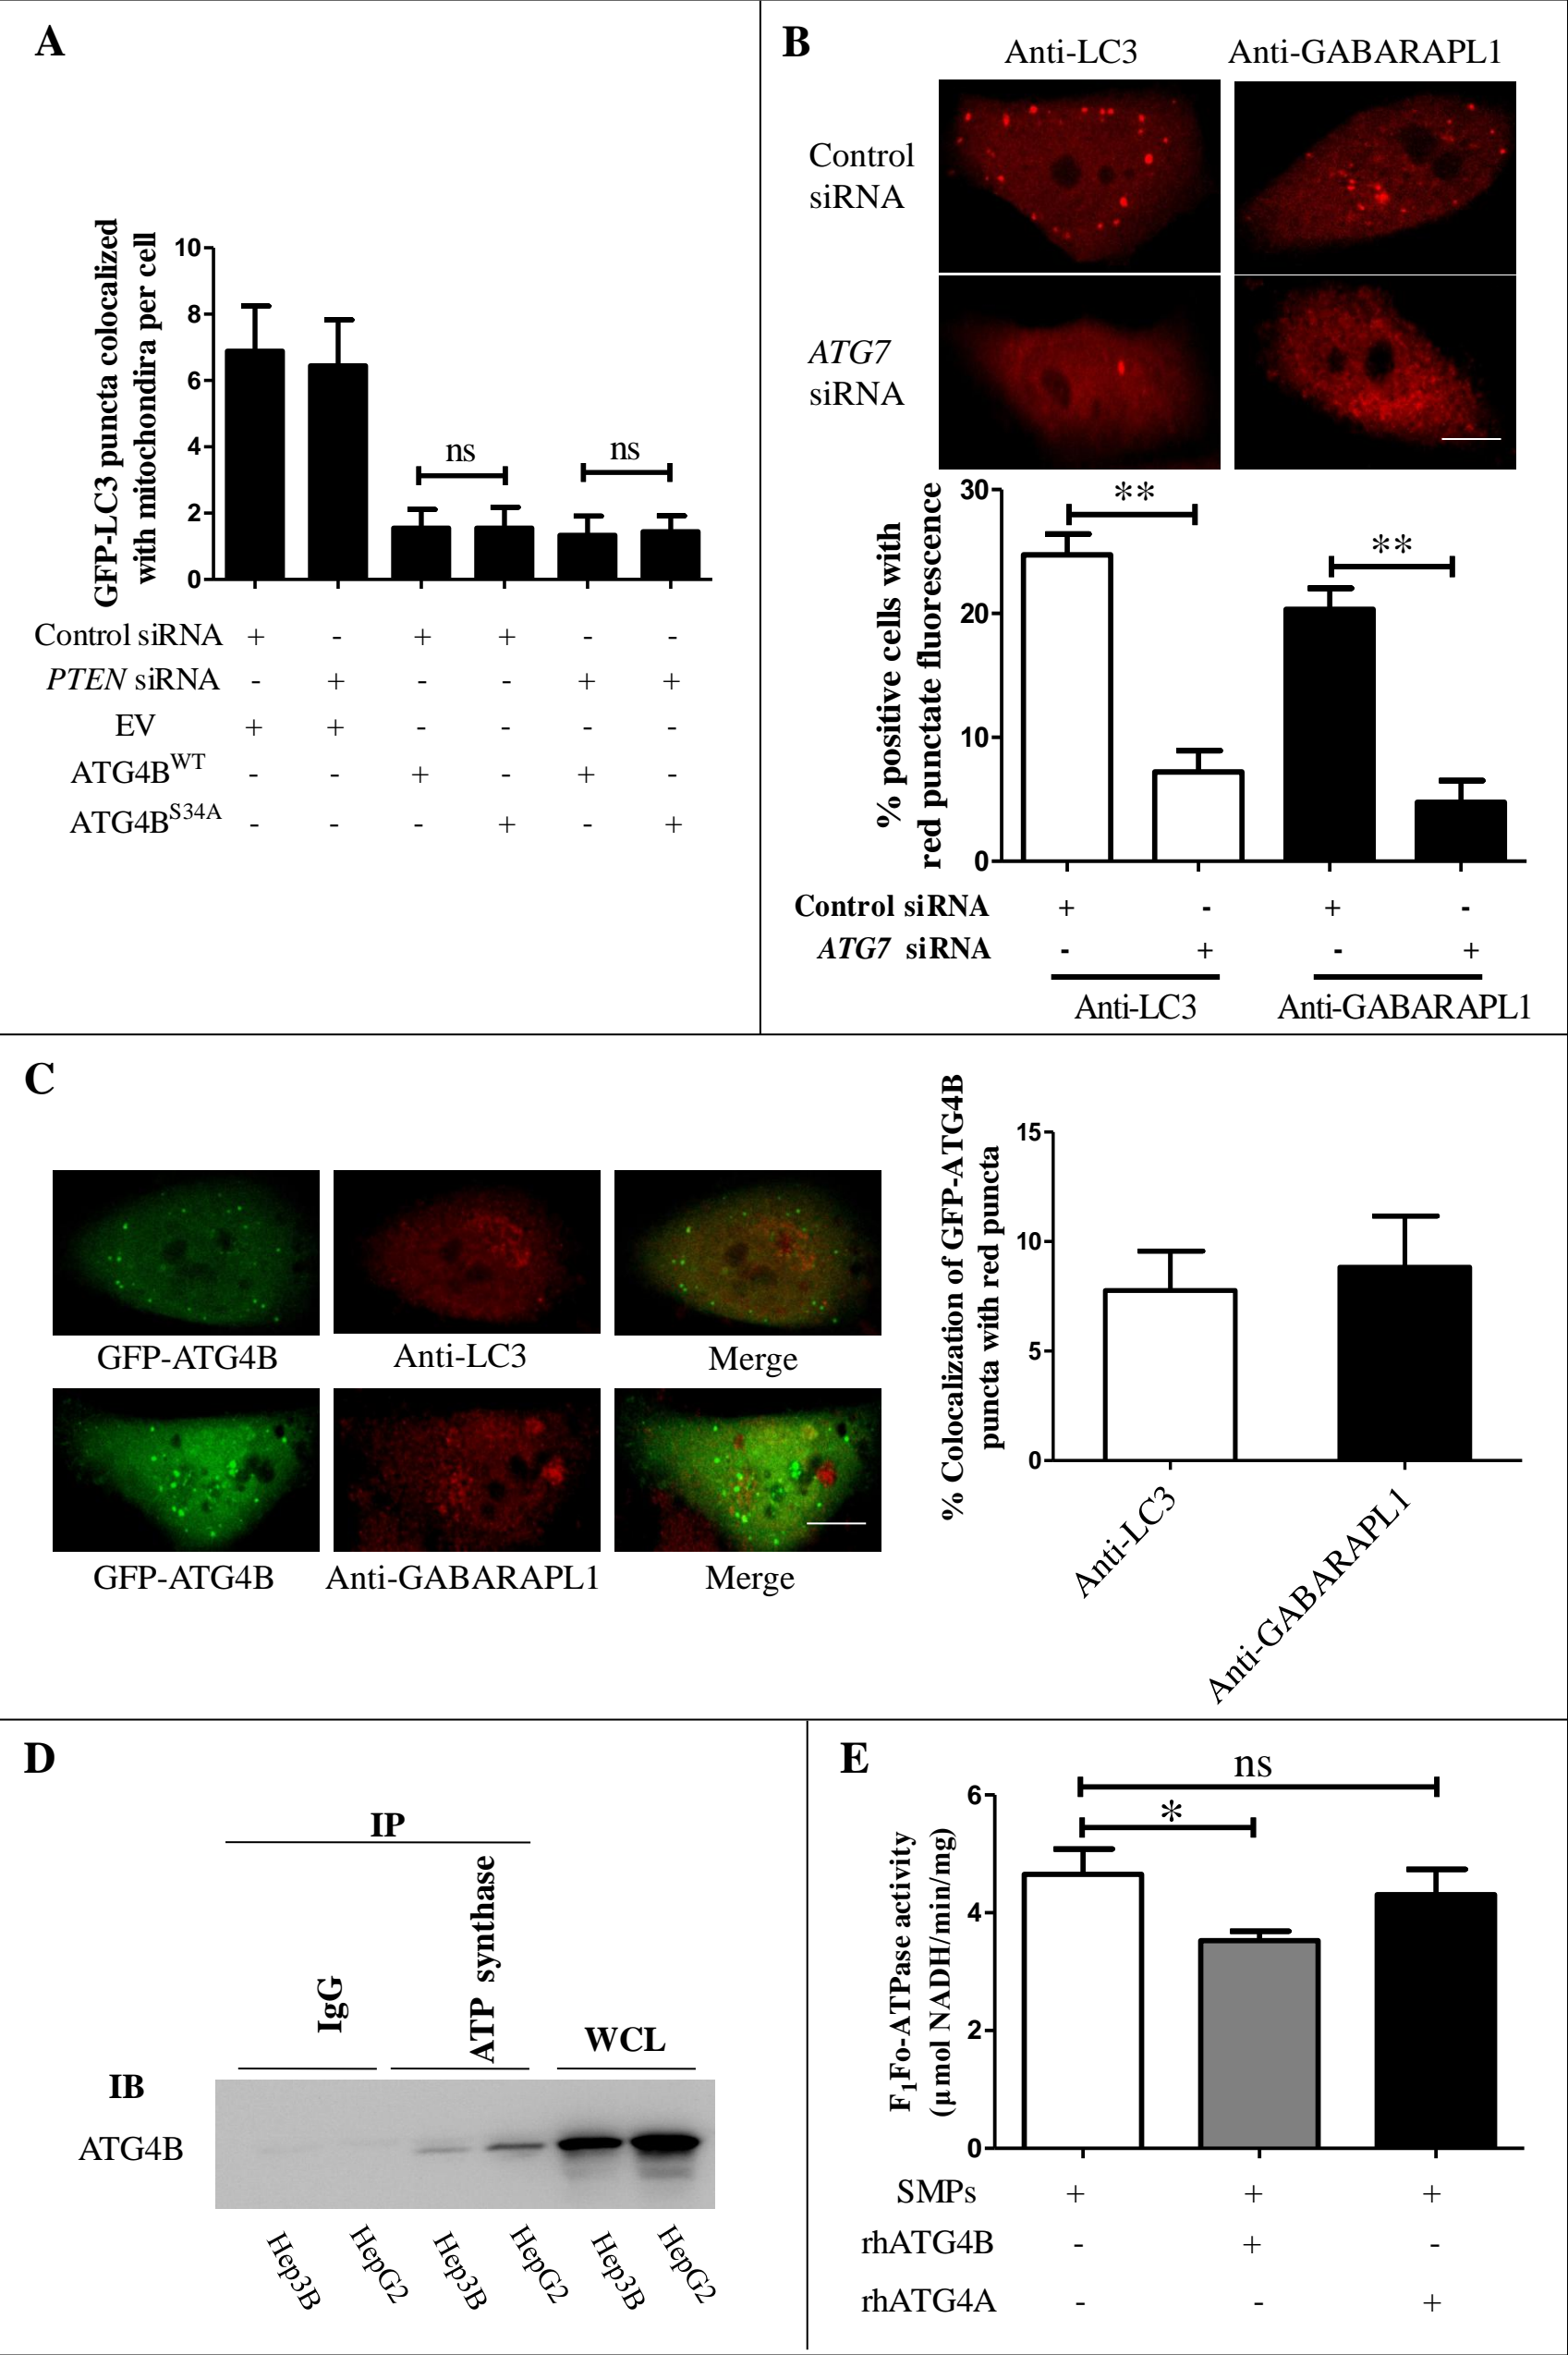 A
GFP-LC3 puncta colocalized
with mitochondira per cell
10
8
6
4
2
0
ns
ns
Control siRNA + - + + - -
PTEN siRNA - + - - + +
EV + + - - - -
ATG4B^WT - - + - + -
ATG4B^S34A - - - + - +
B
Anti-LC3 Anti-GABARAPL1
Control
siRNA
ATG7
siRNA
% positive cells with
red punctate fluorescence
30
20
10
0
**
**
Control siRNA + - + -
ATG7 siRNA - + - +
Anti-LC3 Anti-GABARAPL1
C
GFP-ATG4B Anti-LC3 Merge
GFP-ATG4B Anti-GABARAPL1 Merge
% Colocalization of GFP-ATG4B
puncta with red puncta
15
10
5
0
Anti-LC3
Anti-GABARAPL1
D
IP
IgG
ATP synthase
WCL
IB
ATG4B
Hep3B HepG2 Hep3B HepG2 Hep3B HepG2
E
F₁Fo-ATPase activity
(µmol NADH/min/mg)
6
4
2
0
ns
*
SMPs + + +
rhATG4B - + -
rhATG4A - - +